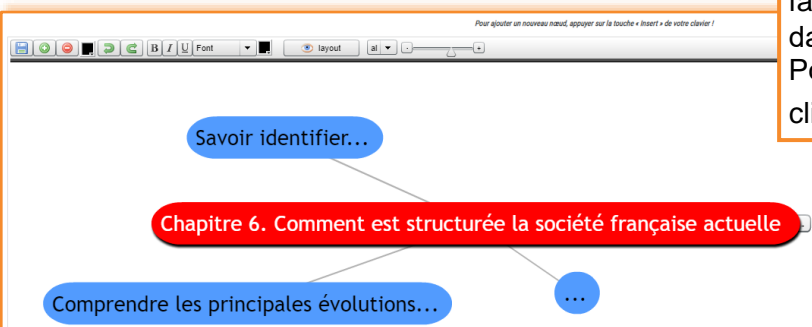 Pour ajouter un nouveau nœud, appuyer sur la touche « Insert » de votre clavier !
B I U Font layout al - +
Savoir identifier...
Chapitre 6. Comment est structurée la société française actuelle
Comprendre les principales évolutions...
...